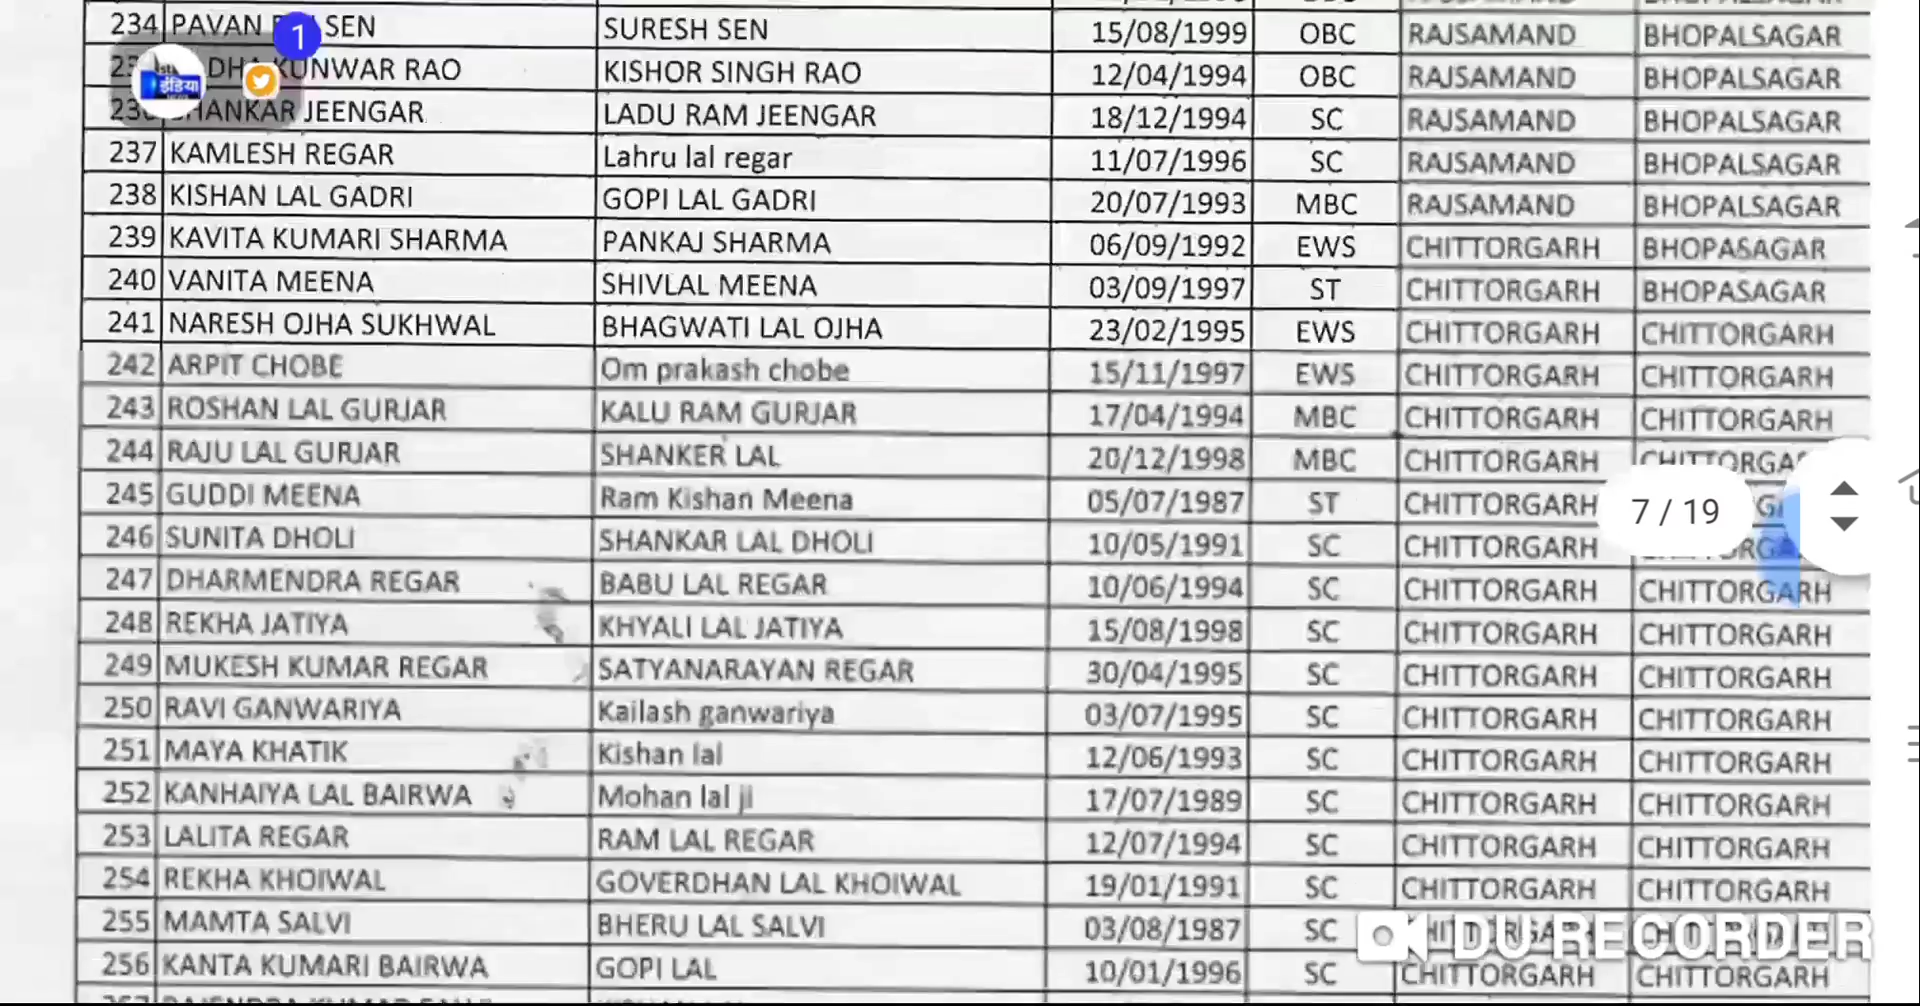 234 PAVAN SEN SURESH SEN 15/08/1999 OBC RAJSAMAND BHOPALSAGAR
KUNWAR RAO KISHOR SINGH RAO 12/04/1994 OBC RAJSAMAND BHOPALSAGAR
JEENGAR LADU RAM JEENGAR 18/12/1994 SC RAJSAMAND BHOPALSAGAR
237 KAMLESH REGAR Lahru lal regar 11/07/1996 SC RAJSAMAND BHOPALSAGAR
238 KISHAN LAL GADRI GOPI LAL GADRI 20/07/1993 MBC RAJSAMAND BHOPALSAGAR
239 KAVITA KUMARI SHARMA PANKAJ SHARMA 06/09/1992 EWS CHITTORGARH BHOPASAGAR
240 VANITA MEENA SHIVLAL MEENA 03/09/1997 ST CHITTORGARH BHOPASAGAR
241 NARESH OJHA SUKHWAL BHAGWATI LAL OJHA 23/02/1995 EWS CHITTORGARH CHITTORGARH
242 ARPIT CHOBE Om prakash chobe 15/11/1997 EWS CHITTORGARH CHITTORGARH
243 ROSHAN LAL GURJAR KALU RAM GURJAR 17/04/1994 MBC CHITTORGARH CHITTORGARH
244 RAJU LAL GURJAR SHANKER LAL 20/12/1998 MBC CHITTORGARH
245 GUDDI MEENA Ram Kishan Meena 05/07/1987 ST CHITTORGARH
246 SUNITA DHOLI SHANKAR LAL DHOLI 10/05/1991 SC CHITTORGARH
247 DHARMENDRA REGAR BABU LAL REGAR 10/06/1994 SC CHITTORGARH CHITTORGARH
248 REKHA JATIYA KHYALI LAL JATIYA 15/08/1998 SC CHITTORGARH CHITTORGARH
249 MUKESH KUMAR REGAR SATYANARAYAN REGAR 30/04/1995 SC CHITTORGARH CHITTORGARH
250 RAVI GANWARIYA Kailash ganwariya 03/07/1995 SC CHITTORGARH CHITTORGARH
251 MAYA KHATIK Kishan lal 12/06/1993 SC CHITTORGARH CHITTORGARH
252 KANHAIYA LAL BAIRWA Mohan lal ji 17/07/1989 SC CHITTORGARH CHITTORGARH
253 LALITA REGAR RAM LAL REGAR 12/07/1994 SC CHITTORGARH CHITTORGARH
254 REKHA KHOIWAL GOVERDHAN LAL KHOIWAL 19/01/1991 SC CHITTORGARH CHITTORGARH
255 MAMTA SALVI BHERU LAL SALVI 03/08/1987 SC
256 KANTA KUMARI BAIRWA GOPI LAL 10/01/1996 SC CHITTORGARH CHITTORGARH
1
इंडिया
7 / 19
DU RECORDER